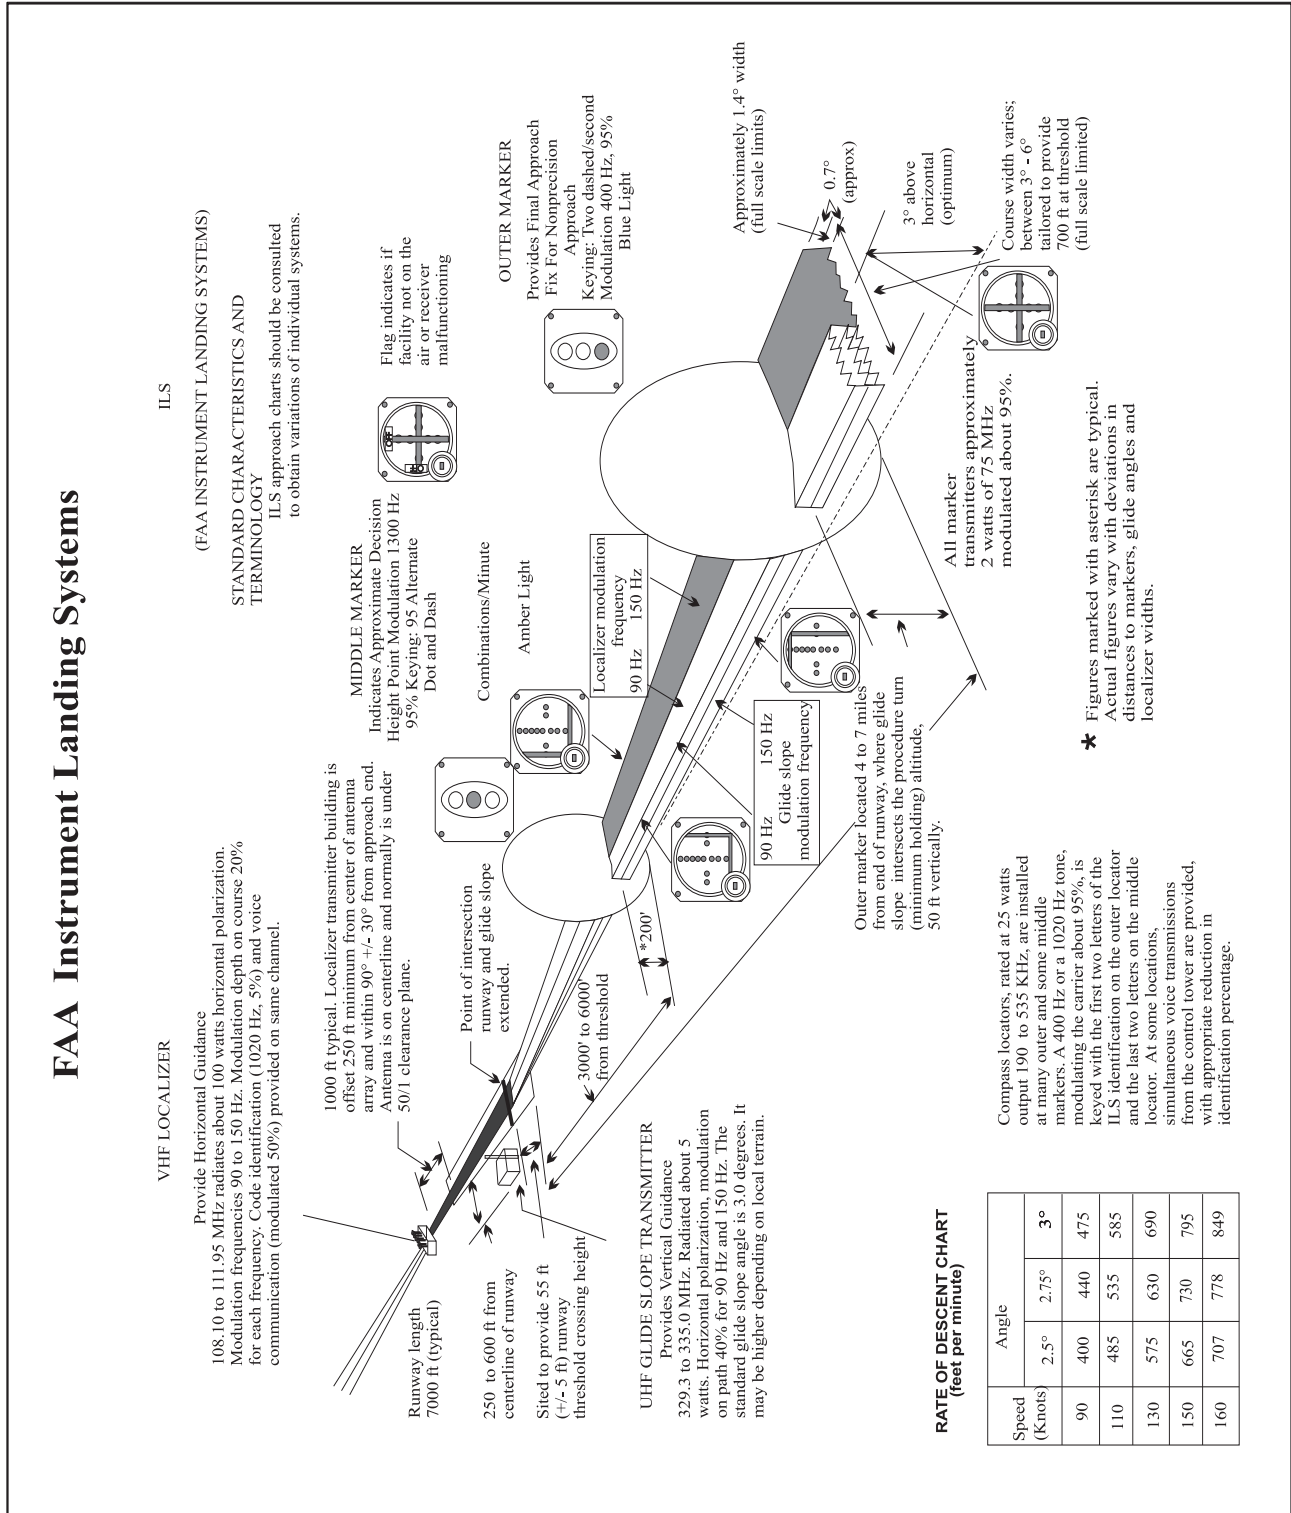 FAA Instrument Landing Systems
ILS
(FAA INSTRUMENT LANDING SYSTEMS)
STANDARD CHARACTERISTICS AND
TERMINOLOGY
ILS approach charts should be consulted
to obtain variations of individual systems.
VHF LOCALIZER
Provide Horizontal Guidance
108.10 to 111.95 MHz radiates about 100 watts horizontal polarization.
Modulation frequencies 90 to 150 Hz. Modulation depth on course 20%
for each frequency. Code identification (1020 Hz, 5%) and voice
communication (modulated 50%) provided on same channel.
1000 ft typical. Localizer transmitter building is
offset 250 ft minimum from center of antenna
array and within 90° +/- 30° from approach end.
Antenna is on centerline and normally is under
50/1 clearance plane.
MIDDLE MARKER
Indicates Approximate Decision
Height Point Modulation 1300 Hz
95% Keying: 95 Alternate
Dot and Dash
Combinations/Minute
Amber Light
Flag indicates if
facility not on the
air or receiver
malfunctioning
OFF
OFF
OUTER MARKER
Provides Final Approach
Fix For Nonprecision
Approach
Keying: Two dashed/second
Modulation 400 Hz, 95%
Blue Light
Runway length
7000 ft (typical)
Point of intersection
runway and glide slope
extended.
Localizer modulation
frequency
90 Hz 150 Hz
Approximately 1.4° width
(full scale limits)
0.7°
(approx)
3° above
horizontal
(optimum)
Course width varies;
between 3° - 6°
tailored to provide
700 ft at threshold
(full scale limited)
250 to 600 ft from
centerline of runway
Sited to provide 55 ft
(+/- 5 ft) runway
threshold crossing height
3000' to 6000'
from threshold
*200'
90 Hz 150 Hz
Glide slope
modulation frequency
All marker
transmitters approximately
2 watts of 75 MHz
modulated about 95%.
UHF GLIDE SLOPE TRANSMITTER
Provides Vertical Guidance
329.3 to 335.0 MHz. Radiated about 5
watts. Horizontal polarization, modulation
on path 40% for 90 Hz and 150 Hz. The
standard glide slope angle is 3.0 degrees. It
may be higher depending on local terrain.
Outer marker located 4 to 7 miles
from end of runway, where glide
slope intersects the procedure turn
(minimum holding) altitude,
50 ft vertically.
RATE OF DESCENT CHART
(feet per minute)
Speed
(Knots)
Angle
2.5° 2.75° 3°
90 400 440 475
110 485 535 585
130 575 630 690
150 665 730 795
160 707 778 849
Compass locators, rated at 25 watts
output 190 to 535 KHz, are installed
at many outer and some middle
markers. A 400 Hz or a 1020 Hz tone,
modulating the carrier about 95%, is
keyed with the first two letters of the
ILS identification on the outer locator
and the last two letters on the middle
locator. At some locations,
simultaneous voice transmissions
from the control tower are provided,
with appropriate reduction in
identification percentage.
* Figures marked with asterisk are typical.
Actual figures vary with deviations in
distances to markers, glide angles and
localizer widths.